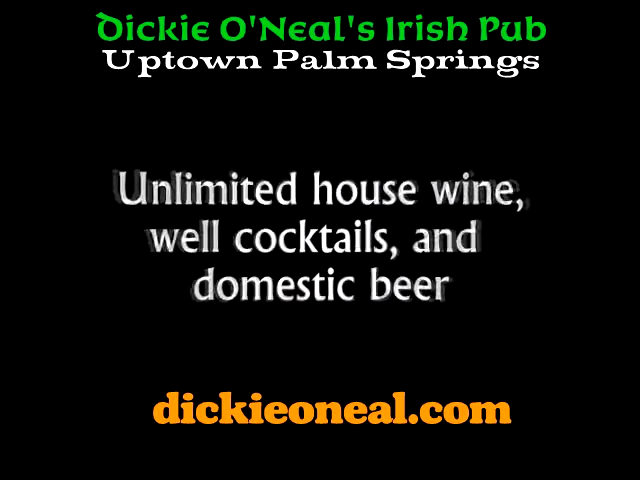 Dickie O'Neal's Irish Pub
Uptown Palm Springs
Unlimited house wine,
well cocktails, and
domestic beer
dickieoneal.com